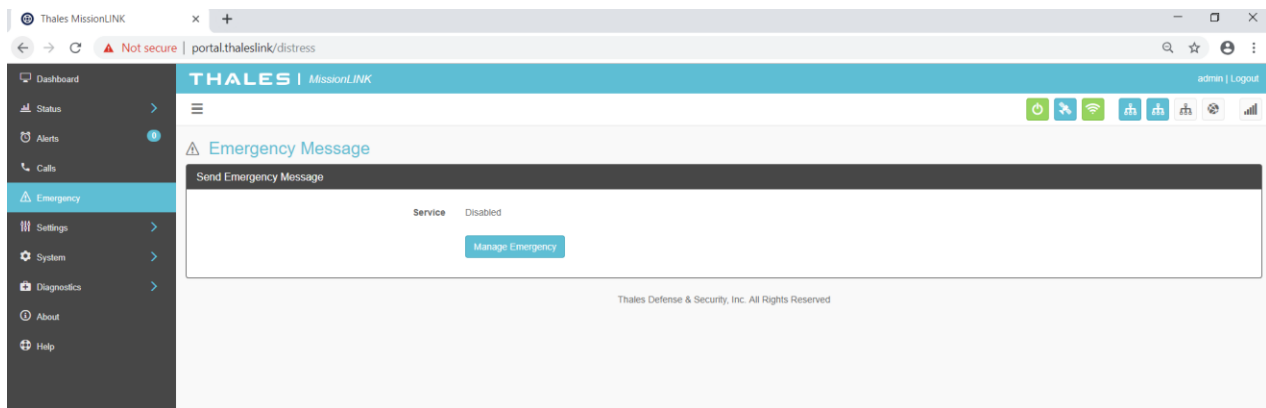 Thales MissionLINK
Not secure | portal.thaleslink/distress
Dashboard
THALES | MissionLINK
admin | Logout
Status
Alerts
0
Emergency Message
Calls
Send Emergency Message
Emergency
Service Disabled
Settings
Manage Emergency
System
Diagnostics
Thales Defense & Security, Inc. All Rights Reserved
About
Help